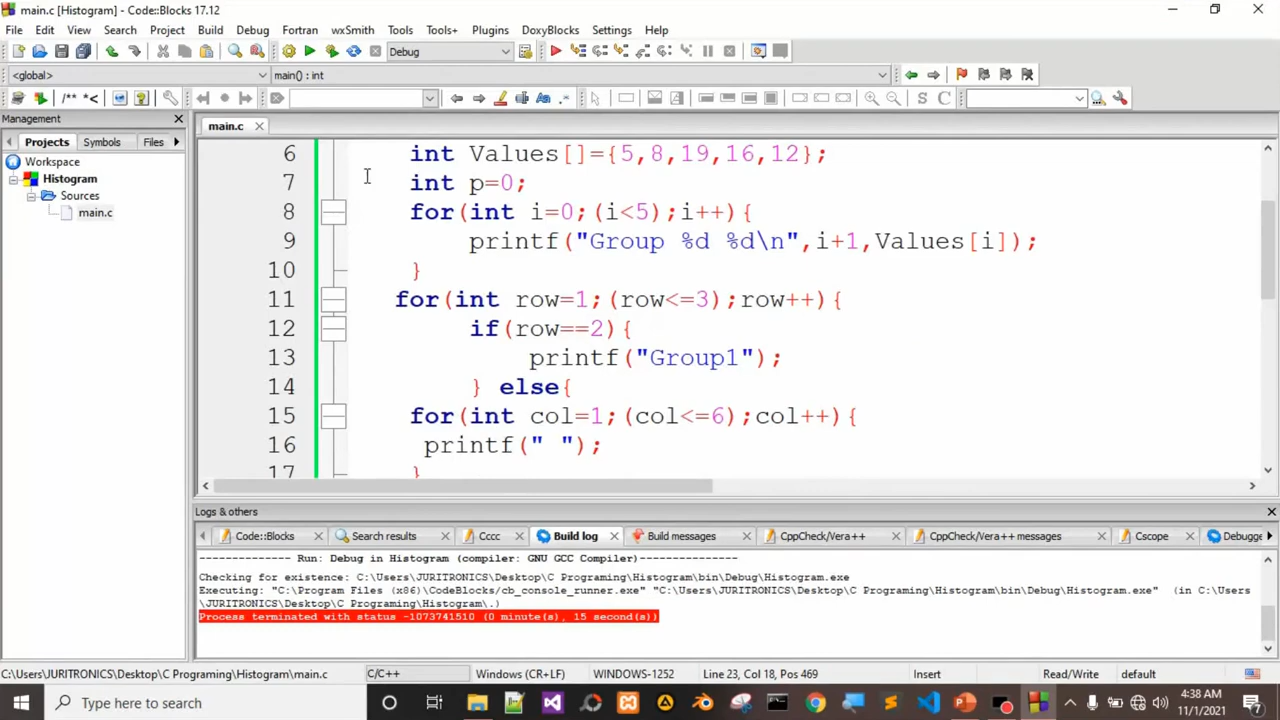 main.c [Histogram] - Code::Blocks 17.12
File Edit View Search Project Build Debug Fortran wxSmith Tools Tools+ Plugins DoxyBlocks Settings Help
Debug
<global> main() : int
/** *<
Aa .* S C
Management
Projects Symbols Files
Workspace
Histogram
Sources
main.c
main.c
6 int Values[]={5,8,19,16,12};
7 int p=0;
8 for(int i=0;(i<5);i++){
9 printf("Group %d %d\n",i+1,Values[i]);
10 }
11 for(int row=1;(row<=3);row++){
12 if(row==2){
13 printf("Group1");
14 } else{
15 for(int col=1;(col<=6);col++){
16 printf(" ");
17 }
Logs & others
Code::Blocks Search results Cccc Build log Build messages CppCheck/Vera++ CppCheck/Vera++ messages Cscope Debugge
-------------- Run: Debug in Histogram (compiler: GNU GCC Compiler)---------------
Checking for existence: C:\Users\JURITRONICS\Desktop\C Programing\Histogram\bin\Debug\Histogram.exe
Executing: "C:\Program Files (x86)\CodeBlocks/cb_console_runner.exe" "C:\Users\JURITRONICS\Desktop\C Programing\Histogram\bin\Debug\Histogram.exe" (in C:\Users
\JURITRONICS\Desktop\C Programing\Histogram\.)
Process terminated with status -1073741510 (0 minute(s), 15 second(s))
C:\Users\JURITRONICS\Desktop\C Programing\Histogram\main.c C/C++ Windows (CR+LF) WINDOWS-1252 Line 23, Col 18, Pos 469 Insert Read/Write default
Type here to search
4:38 AM
11/1/2021
7